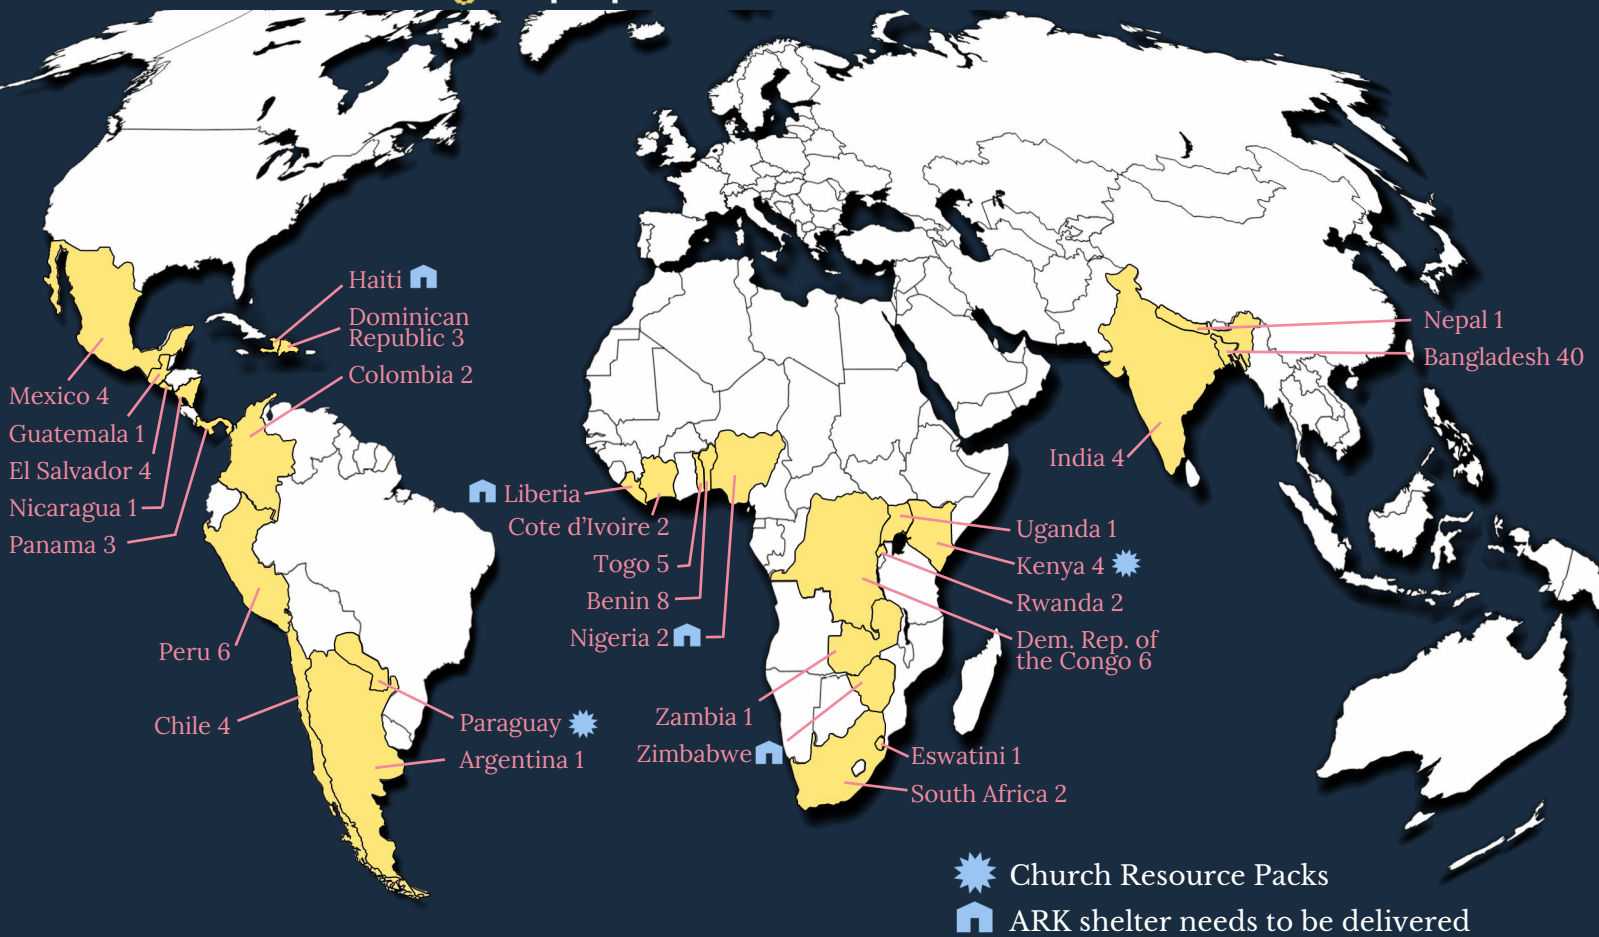 Haiti
Dominican
Republic 3
Colombia 2
Mexico 4
Guatemala 1
El Salvador 4
Nicaragua 1
Panama 3
Peru 6
Chile 4
Paraguay
Argentina 1
Liberia
Cote d'Ivoire 2
Togo 5
Benin 8
Nigeria 2
Zambia 1
Zimbabwe
Eswatini 1
South Africa 2
Uganda 1
Kenya 4
Rwanda 2
Dem. Rep. of
the Congo 6
Nepal 1
Bangladesh 40
India 4
Church Resource Packs
ARK shelter needs to be delivered